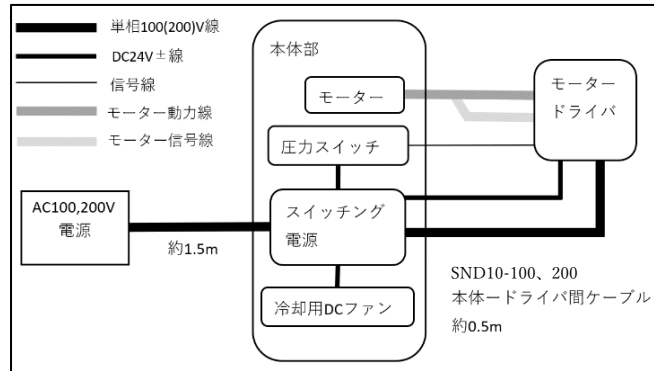 単相100(200)V線
DC24V±線
信号線
モーター動力線
モーター信号線
本体部
モーター
圧力スイッチ
スイッチング
電源
冷却用DCファン
モーター
ドライバ
AC100,200V
電源
約1.5m
SND10-100、200
本体ードライバ間ケーブル
約0.5m